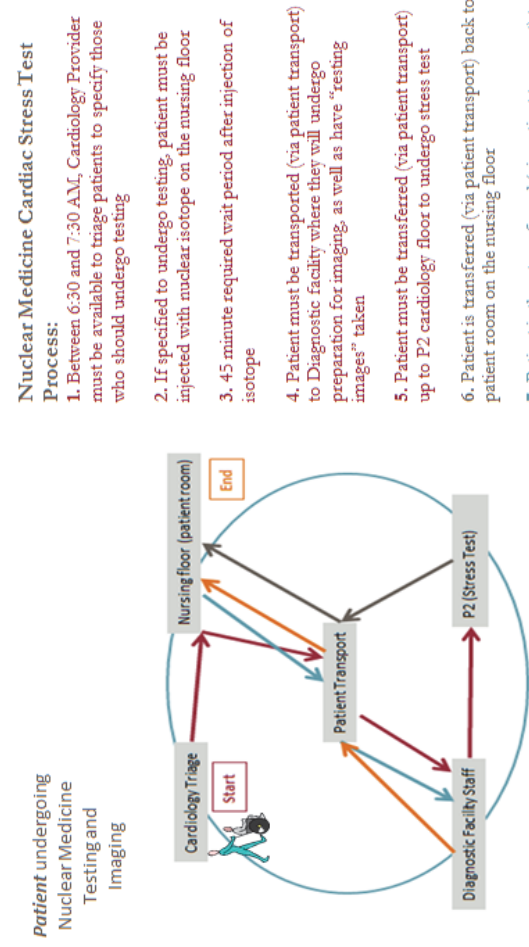 Patient undergoing
Nuclear Medicine
Testing and
Imaging
Cardiology Triage
Start
Nursing floor (patient room)
End
Patient Transport
Diagnostic Facility Staff
P2 (Stress Test)
Nuclear Medicine Cardiac Stress Test
Process:
1. Between 6:30 and 7:30 AM, Cardiology Provider
must be available to triage patients to specify those
who should undergo testing
2. If specified to undergo testing, patient must be
injected with nuclear isotope on the nursing floor
3. 45 minute required wait period after injection of
isotope
4. Patient must be transported (via patient transport)
to Diagnostic facility where they will undergo
preparation for imaging, as well as have “resting
images” taken
5. Patient must be transferred (via patient transport)
up to P2 cardiology floor to undergo stress test
6. Patient is transferred (via patient transport) back to
patient room on the nursing floor